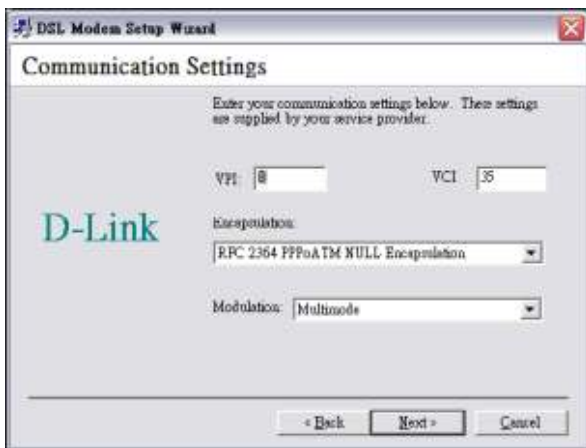 DSL Modem Setup Wizard
Communication Settings
Enter your communication settings below. These settings
are supplied by your service provider.
VPI: 0 VCI 35
D-Link
Encapsulation:
RFC 2364 PPPoATM NULL Encapsulation
Modulation: Multimode
< Back Next > Cancel